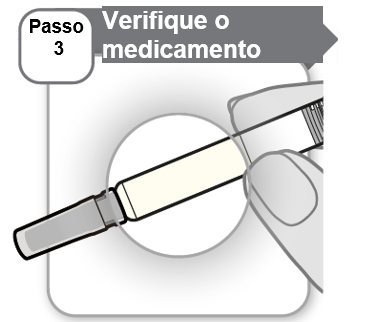 Passo
3
Verifique o
medicamento